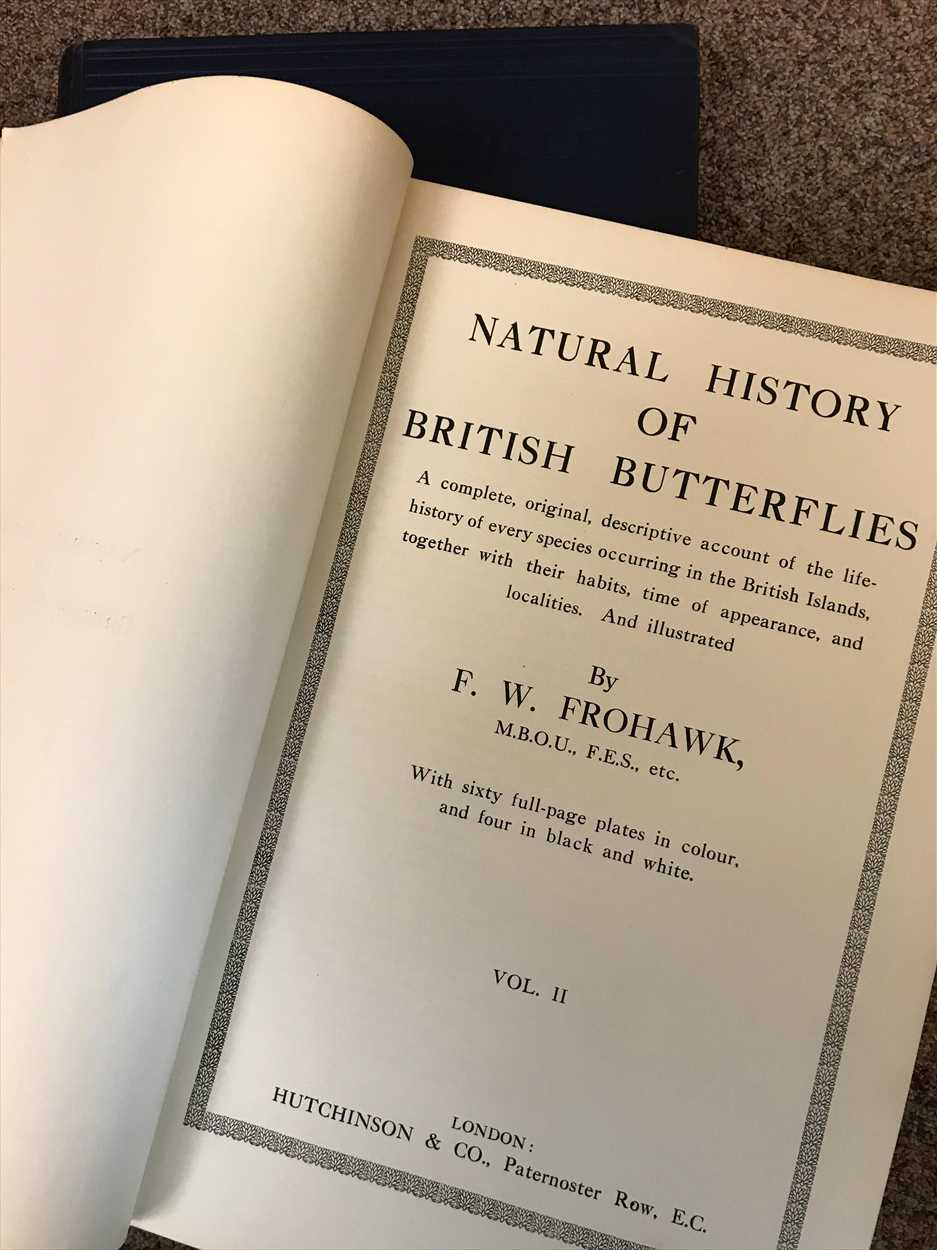 NATURAL HISTORY
OF
BRITISH BUTTERFLIES
A complete, original, descriptive account of the life-
history of every species occurring in the British Islands,
together with their habits, time of appearance, and
localities. And illustrated
By
F. W. FROHAWK,
M.B.O.U., F.E.S., etc.
With sixty full-page plates in colour,
and four in black and white.
VOL. II
LONDON:
HUTCHINSON & CO., Paternoster Row, E.C.